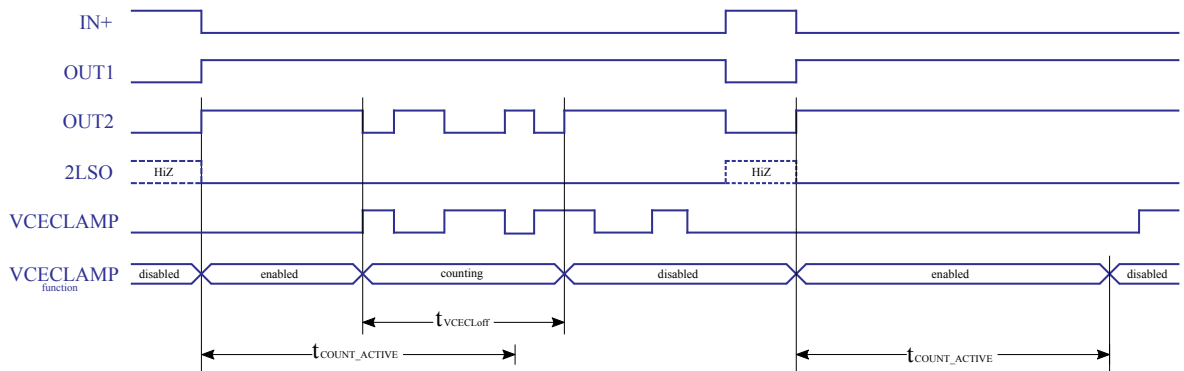 IN+
OUT1
OUT2
2LSO
HiZ
HiZ
VCECLAMP
VCECLAMP
function
disabled
enabled
counting
disabled
enabled
disabled
tVCECLoff
tCOUNT_ACTIVE
tCOUNT_ACTIVE